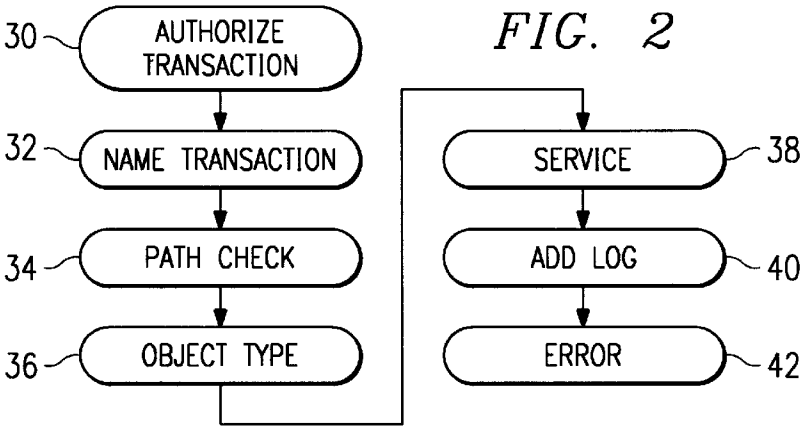 FIG. 2
30
AUTHORIZE
TRANSACTION
32
NAME TRANSACTION
34
PATH CHECK
36
OBJECT TYPE
SERVICE
38
ADD LOG
40
ERROR
42